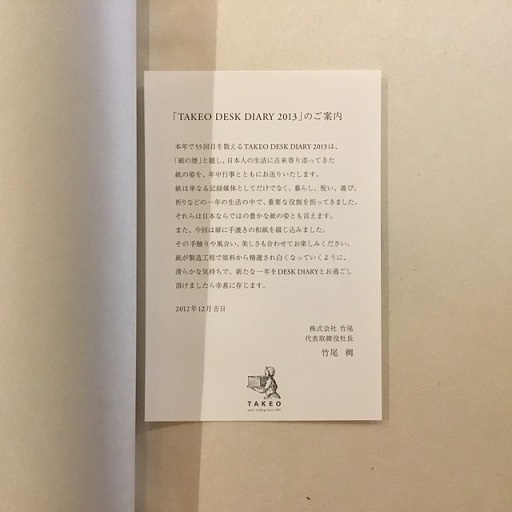 「TAKEO DESK DIARY 2013」のご案内
本年で55回目を数えるTAKEO DESK DIARY 2013は、
「紙の暦」と題し、日本人の生活に古来寄り添ってきた
紙の姿を、年中行事とともにお送りいたします。
紙は単なる記録媒体としてだけでなく、暮らし、祝い、遊び、
祈りなどの一年の生活の中で、重要な役割を担ってきました。
それらは日本ならではの豊かな紙の姿とも言えます。
また、今回は扉に手漉きの和紙を綴じ込みました。
その手触りや風合い、美しさも合わせてお楽しみください。
紙が製造工程で原料から精選され白くなっていくように、
清らかな気持ちで、新たな一年をDESK DIARYとお過ごし
頂けましたら幸甚に存じます。
2012年12月吉日
株式会社 竹尾
代表取締役社長
竹尾 稠
TAKEO